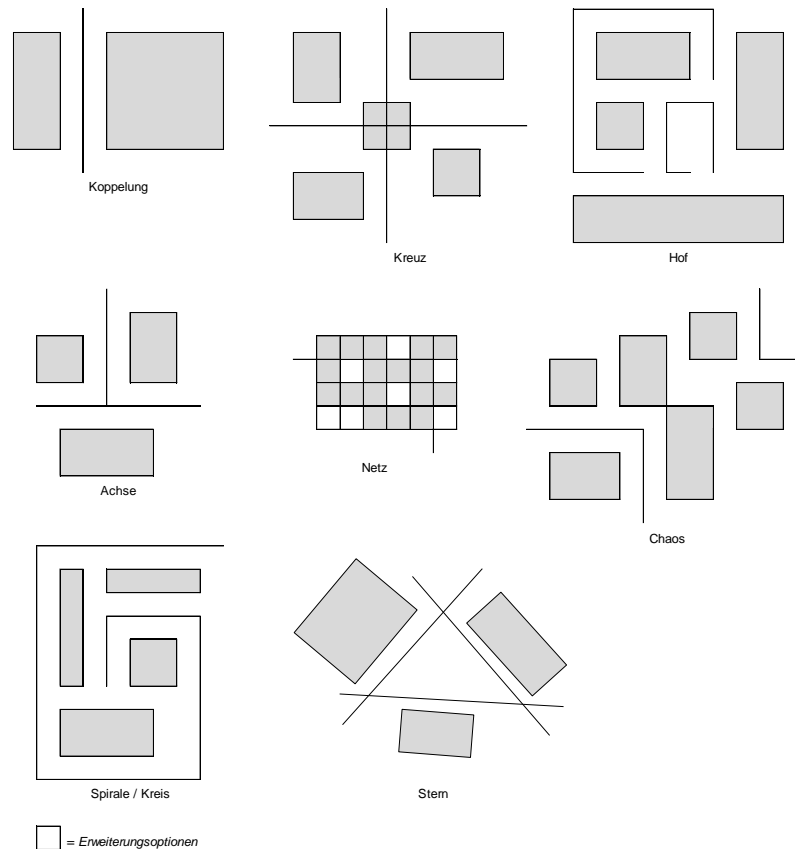 Koppelung
Kreuz
Hof
Achse
Netz
Chaos
Spirale / Kreis
Stern
= Erweiterungsoptionen